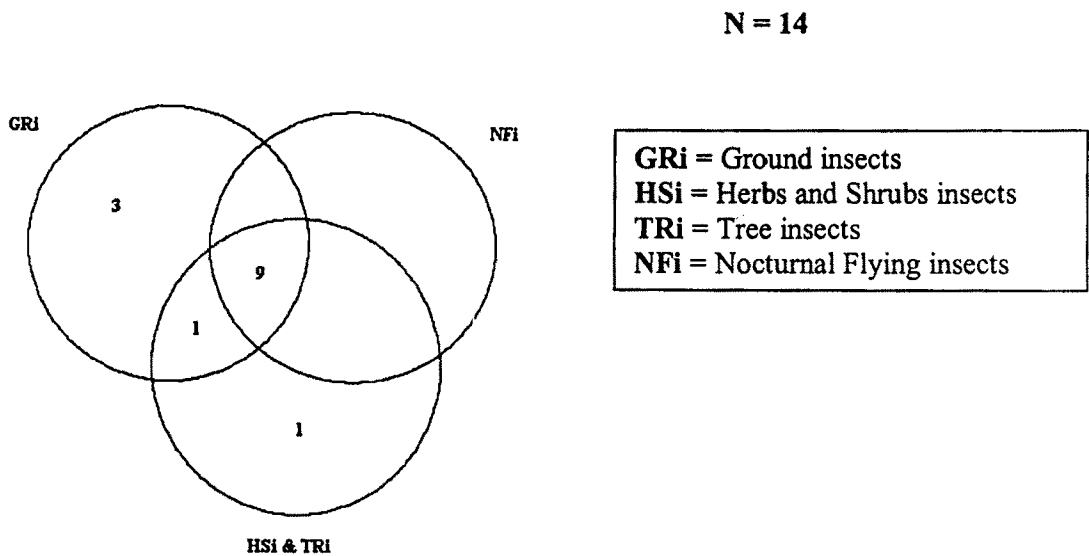 N = 14
GRi
NFi
3
9
1
1
HSi & TRi
GRi = Ground insects
HSi = Herbs and Shrubs insects
TRi = Tree insects
NFi = Nocturnal Flying insects